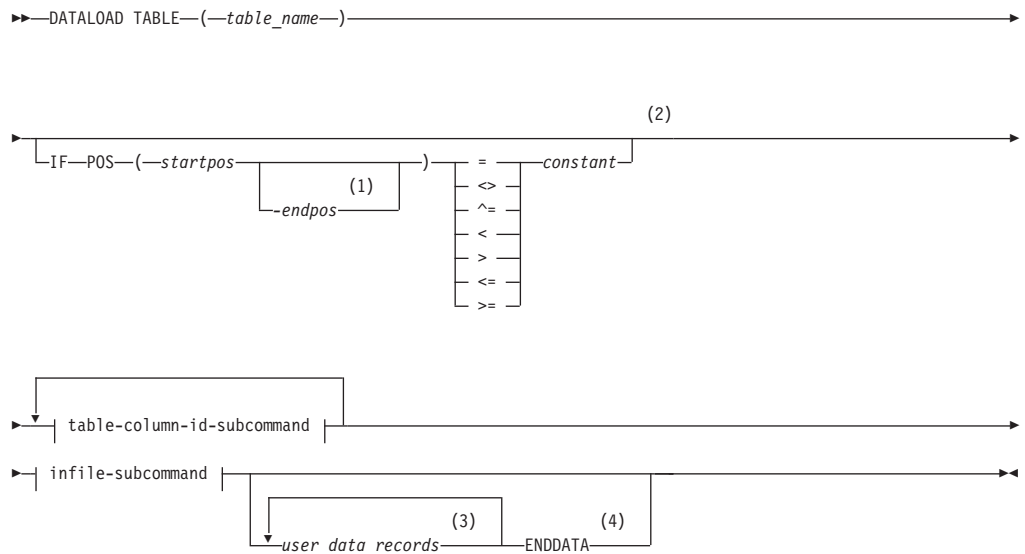 DATALOAD TABLE ( table_name )
(2)
IF POS ( startpos ) = constant
(1) <>
-endpos ^=
<
>
<=
>=
table-column-id-subcommand
infile-subcommand
(3) (4)
user data records ENDDATA